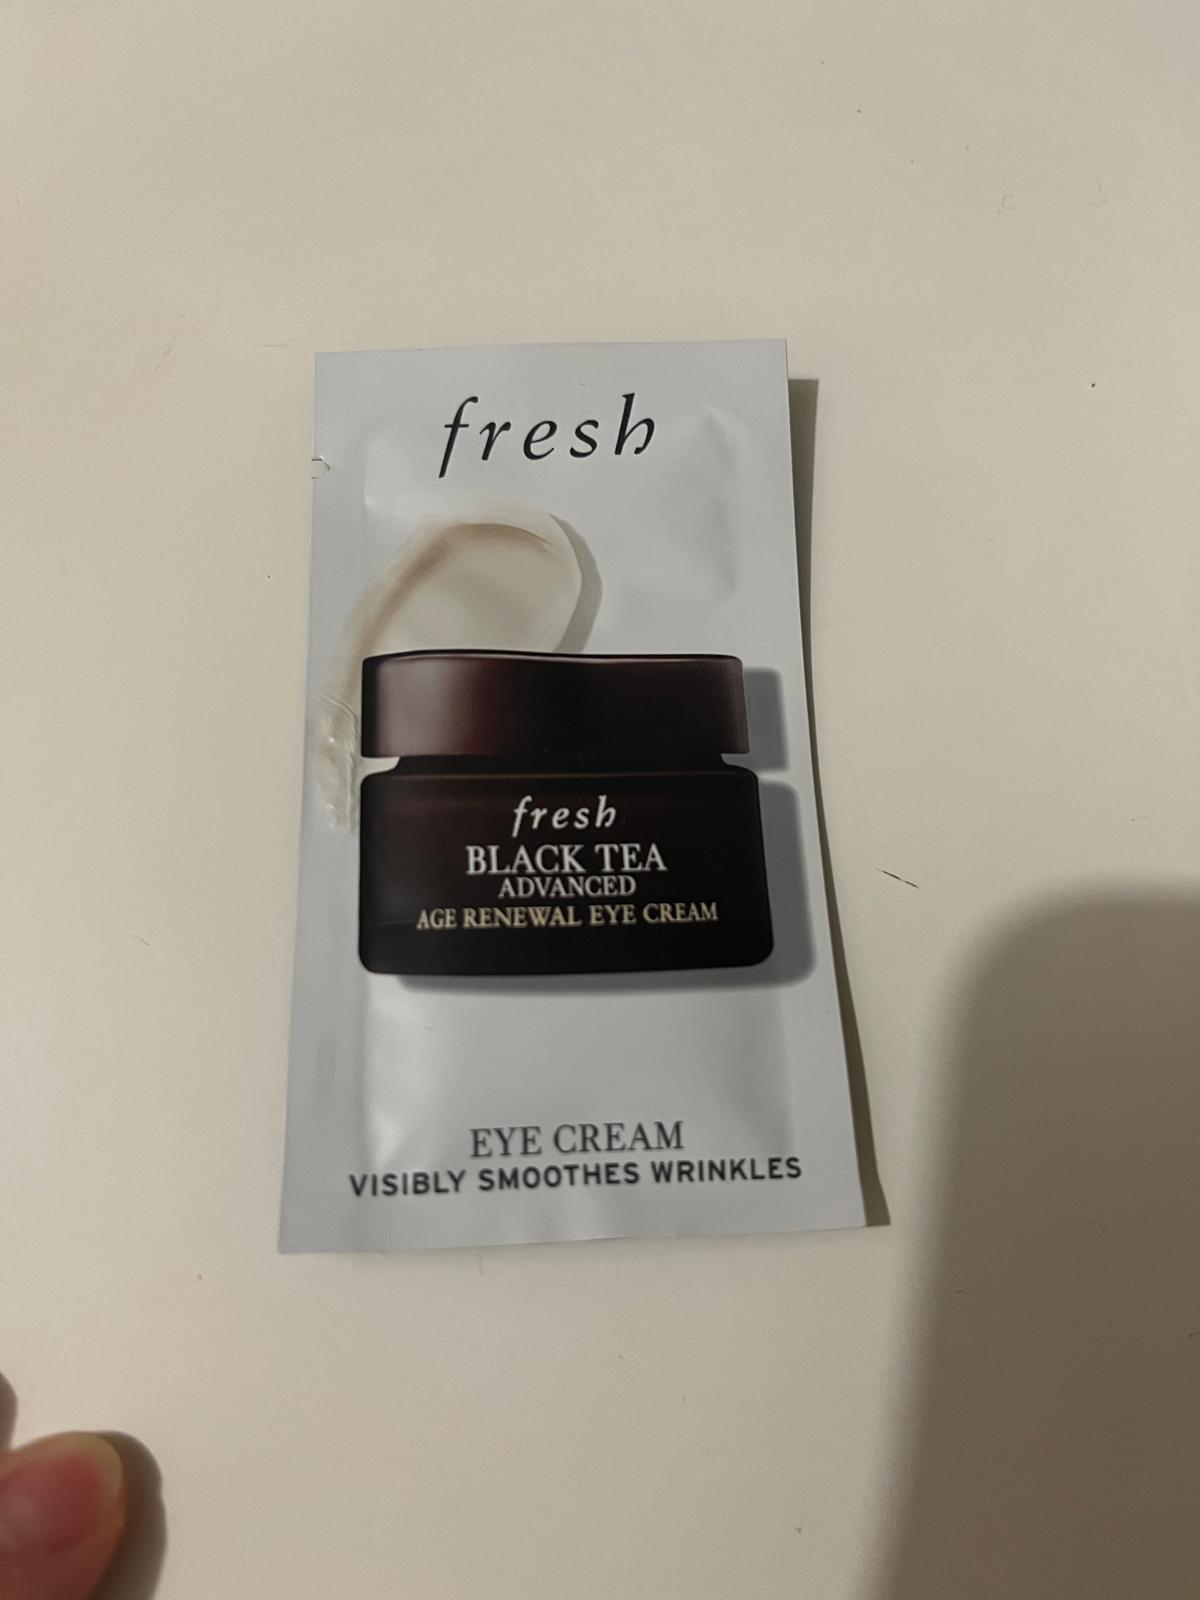 fresh
fresh
BLACK TEA
ADVANCED
AGE RENEWAL EYE CREAM
EYE CREAM
VISIBLY SMOOTHES WRINKLES